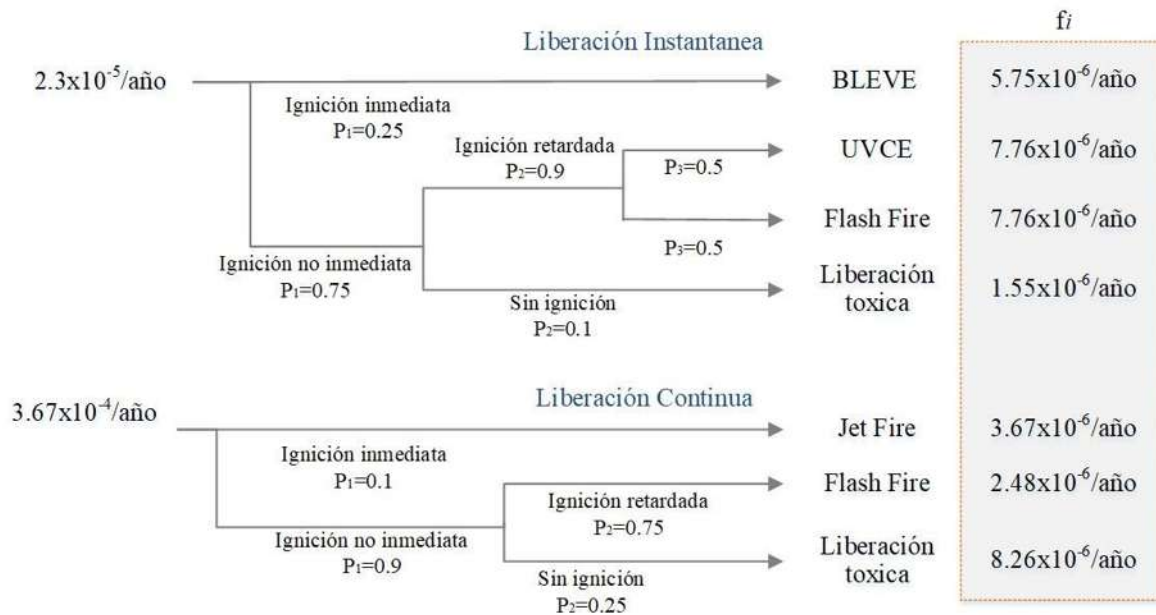 fi
Liberación Instantanea
2.3x10⁻⁵/año
BLEVE
5.75x10⁻⁶/año
Ignición inmediata
P₁=0.25
Ignición retardada
P₂=0.9
P₃=0.5
UVCE
7.76x10⁻⁶/año
Flash Fire
7.76x10⁻⁶/año
P₃=0.5
Ignición no inmediata
P₁=0.75
Sin ignición
P₂=0.1
Liberación
toxica
1.55x10⁻⁶/año
Liberación Continua
3.67x10⁻⁴/año
Jet Fire
3.67x10⁻⁶/año
Ignición inmediata
P₁=0.1
Flash Fire
2.48x10⁻⁶/año
Ignición retardada
P₂=0.75
Ignición no inmediata
P₁=0.9
Sin ignición
P₂=0.25
Liberación
toxica
8.26x10⁻⁶/año